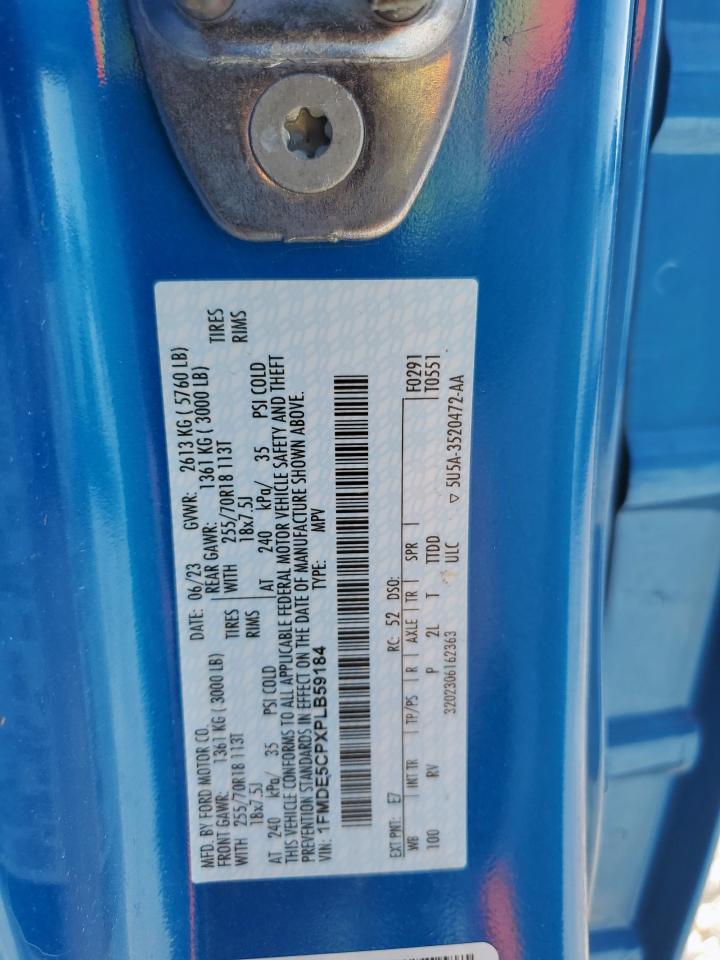 MFD. BY FORD MOTOR CO. DATE: 06/23 GVWR: 2613 KG ( 5760 LB)
FRONT GAWR: 1361 KG ( 3000 LB) REAR GAWR: 1361 KG ( 3000 LB)
WITH 255/70R18 113T TIRES WITH 255/70R18 113T TIRES
18x7.5J RIMS 18x7.5J RIMS
AT 240 kPa/ 35 PSI COLD AT 240 kPa/ 35 PSI COLD
THIS VEHICLE CONFORMS TO ALL APPLICABLE FEDERAL MOTOR VEHICLE SAFETY AND THEFT
PREVENTION STANDARDS IN EFFECT ON THE DATE OF MANUFACTURE SHOWN ABOVE.
VIN: 1FMDE5CPXPLB59184 TYPE: MPV
EXT PNT: E7 RC: 52 DSO: F0291
WB INT TR TP/PS R AXLE TR SPR T0551
100 RV P 2L T TTDD
3202306162363 ULC ▽ 5U5A-3520472-AA